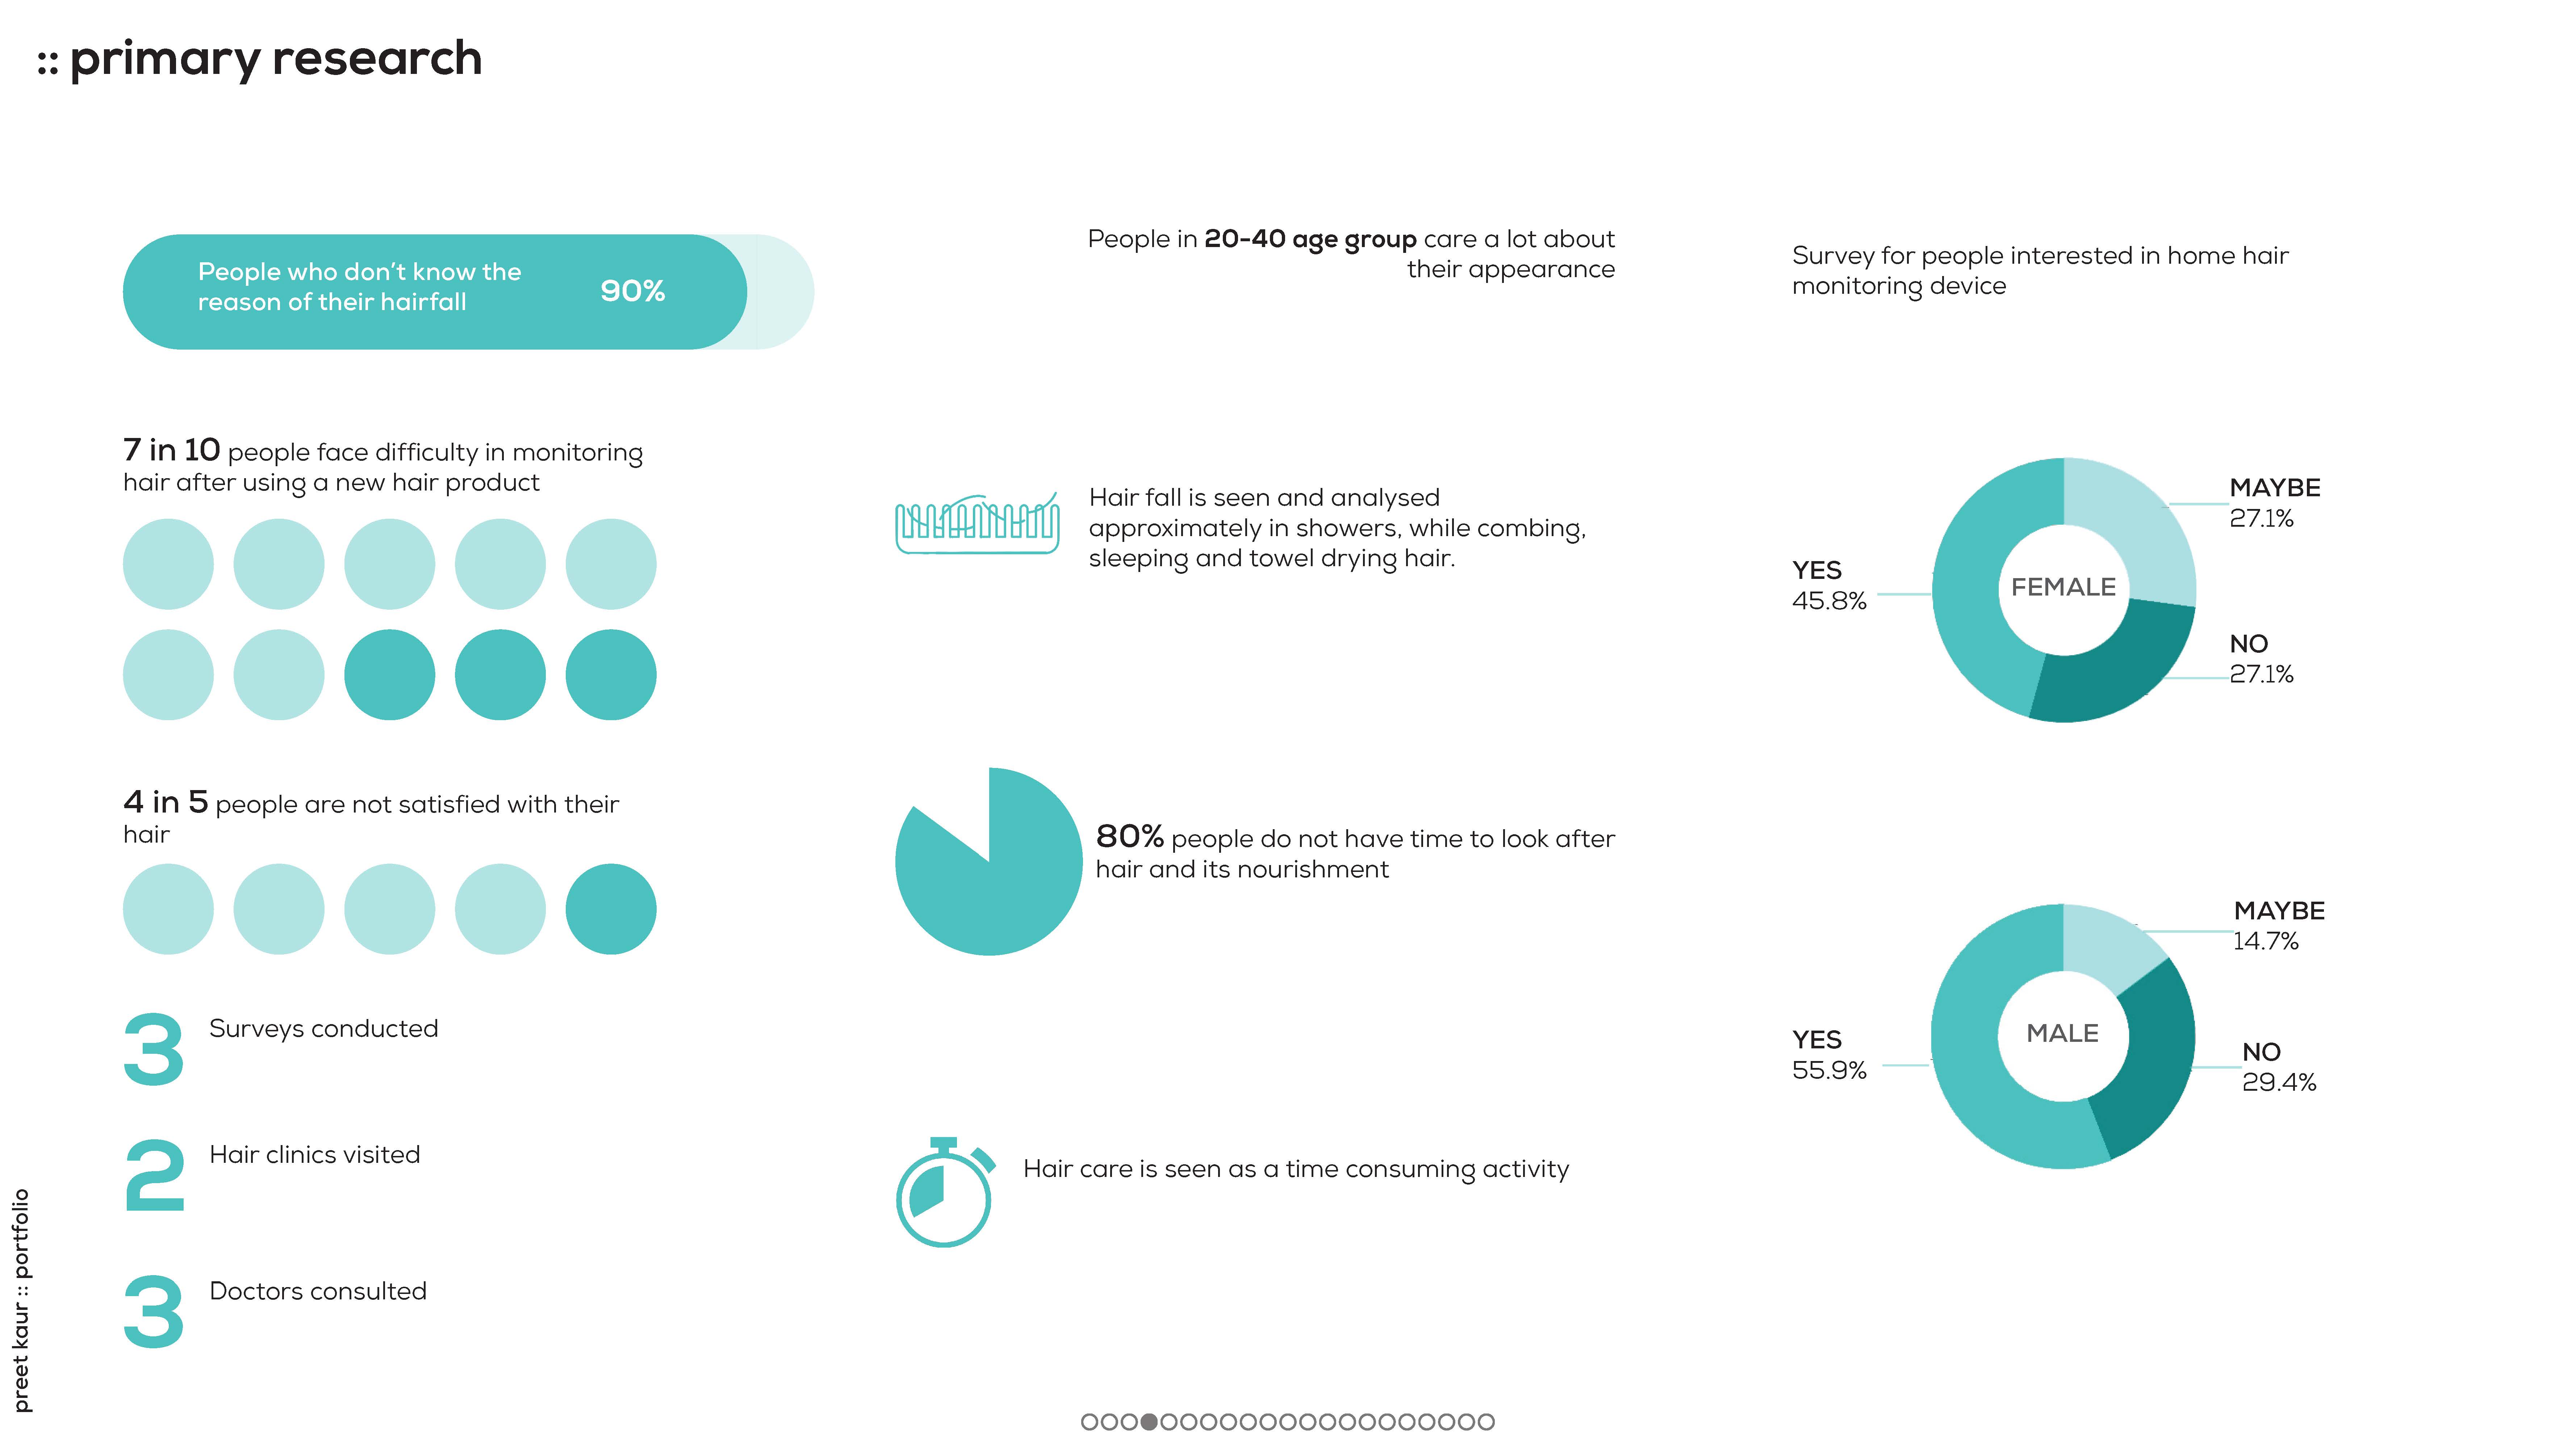 :: primary research
People who don't know the
reason of their hairfall
90%
7 in 10 people face difficulty in monitoring
hair after using a new hair product
4 in 5 people are not satisfied with their
hair
3 Surveys conducted
2 Hair clinics visited
3 Doctors consulted
People in 20-40 age group care a lot about
their appearance
Hair fall is seen and analysed
approximately in showers, while combing,
sleeping and towel drying hair.
80% people do not have time to look after
hair and its nourishment
Hair care is seen as a time consuming activity
Survey for people interested in home hair
monitoring device
MAYBE
27.1%
YES
45.8%
FEMALE
NO
27.1%
MAYBE
14.7%
YES
55.9%
MALE
NO
29.4%
preet kaur :: portfolio